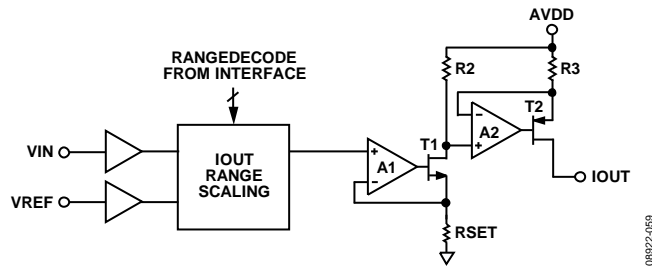 AVDD
RANGEDECODE
FROM INTERFACE
R2
R3
VIN
VREF
IOUT
RANGE
SCALING
+
A1
–
T1
–
A2
+
T2
IOUT
RSET
08922-059